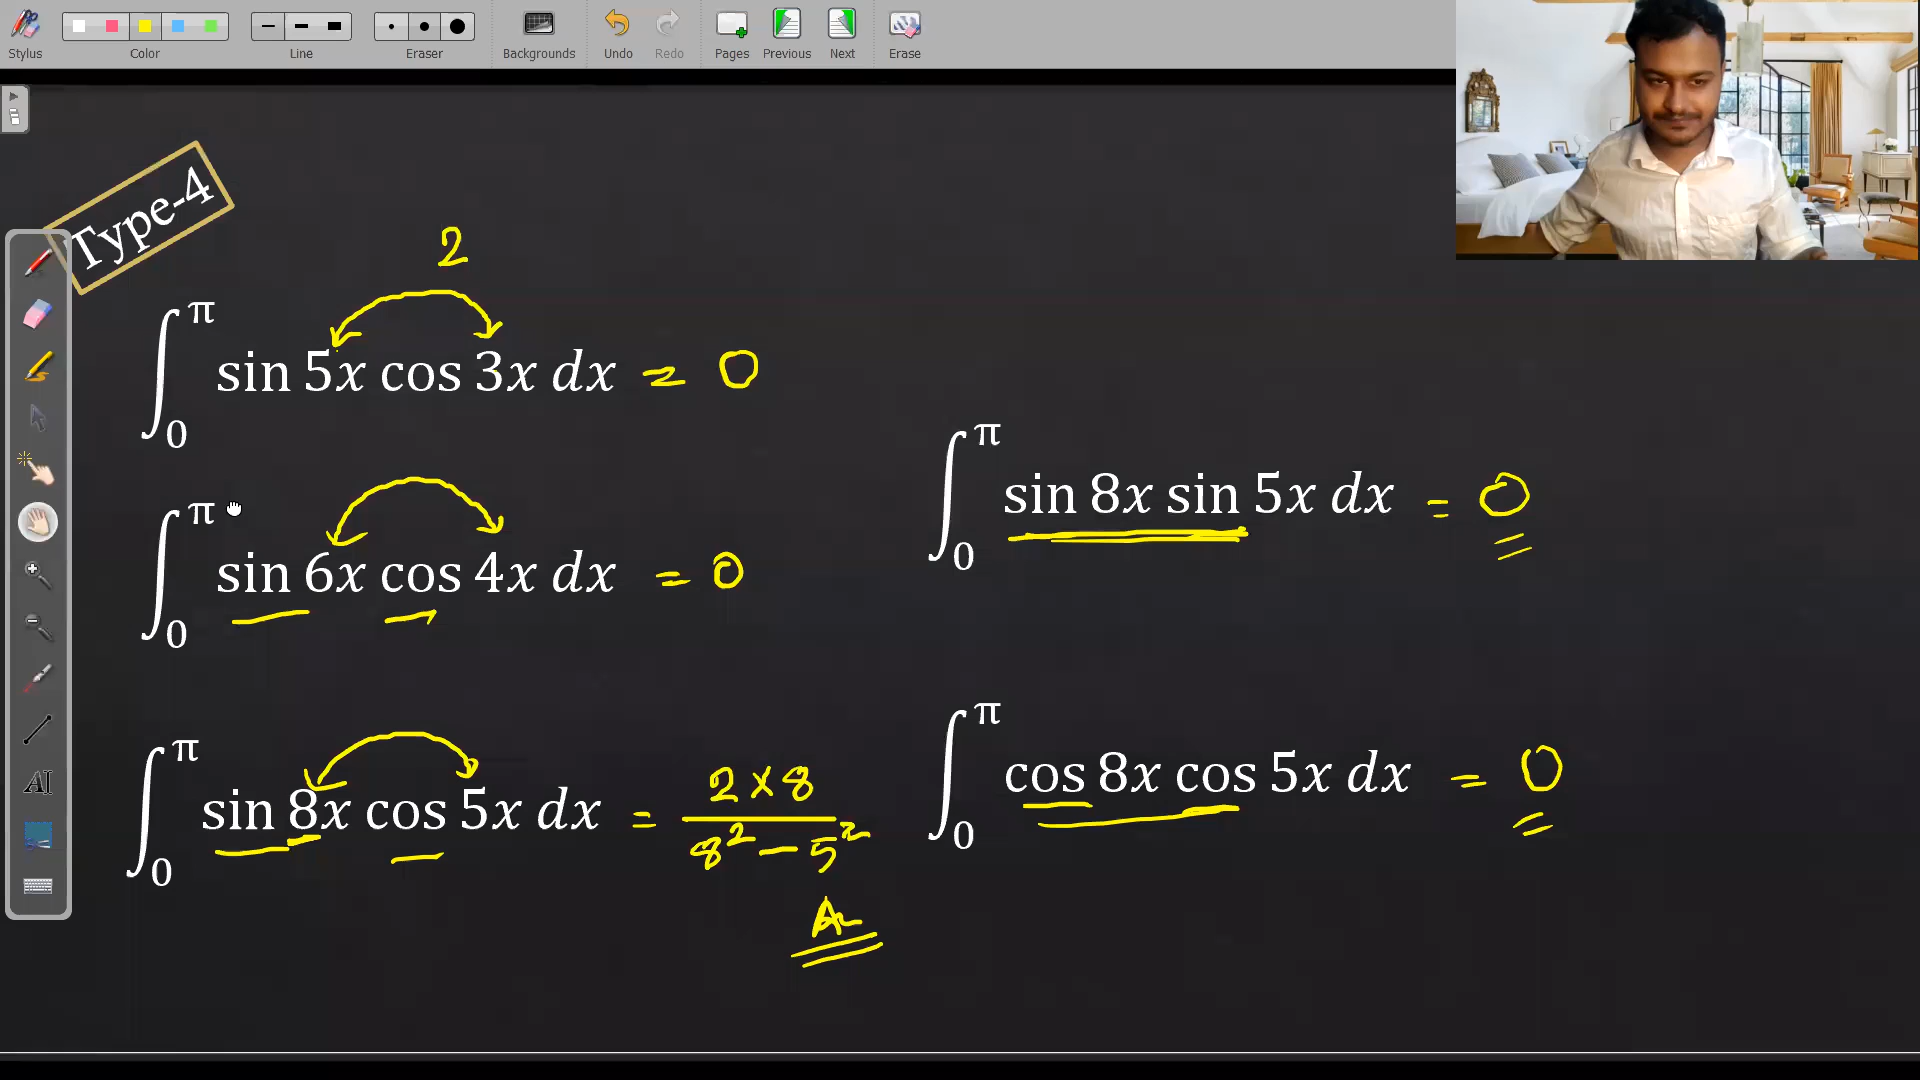 Stylus Color Line Eraser Backgrounds Undo Redo Pages Previous Next Erase
Type-4
2
∫₀^π sin 5x cos 3x dx = 0
∫₀^π sin 6x cos 4x dx = 0
∫₀^π sin 8x cos 5x dx = (2 × 8)/(8² − 5²)
∫₀^π sin 8x sin 5x dx = 0
∫₀^π cos 8x cos 5x dx = 0
AI